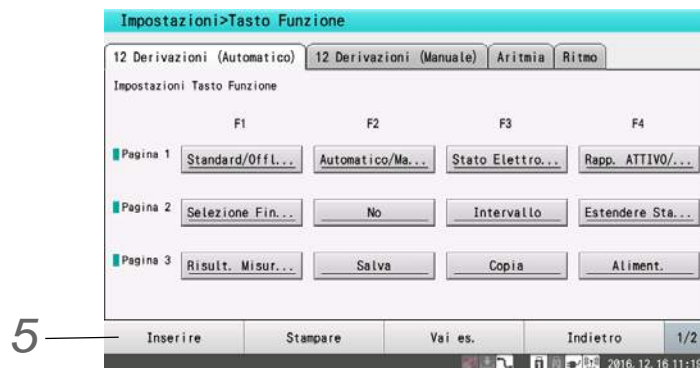 Impostazioni>Tasto Funzione
12 Derivazioni (Automatico) 12 Derivazioni (Manuale) Aritmia Ritmo
Impostazioni Tasto Funzione
F1 F2 F3 F4
Pagina 1 Standard/Offl... Automatico/Ma... Stato Elettro... Rapp. ATTIVO/...
Pagina 2 Selezione Fin... No Intervallo Estendere Sta...
Pagina 3 Risult. Misur... Salva Copia Aliment.
5 Inserire Stampare Vai es. Indietro 1/2
2016.12.16 11:19